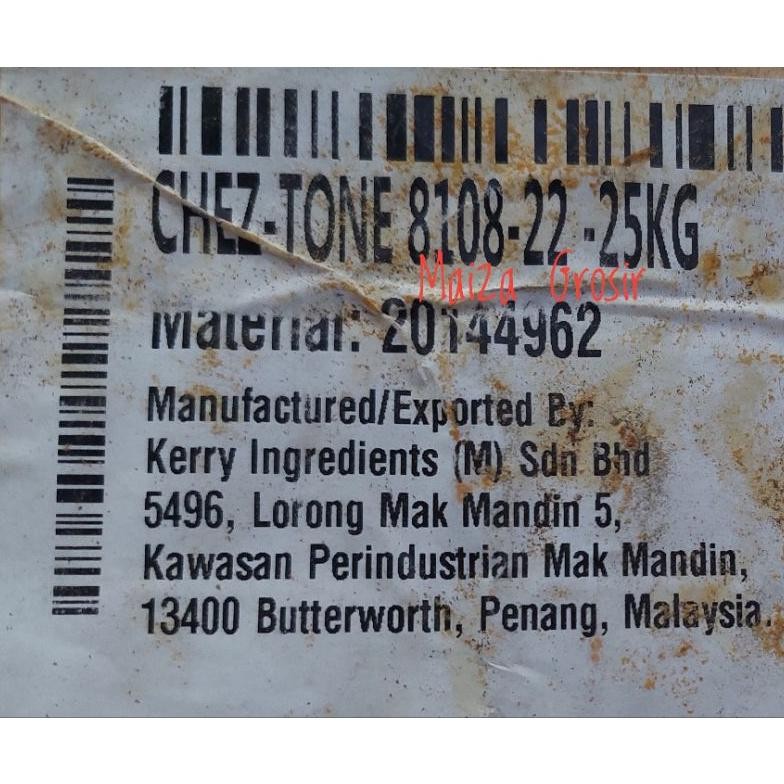 CHEZ-TONE 8108-22 -25KG
Maiza Grosir
Material: 20144962
Manufactured/Exported By:
Kerry Ingredients (M) Sdn Bhd
5496, Lorong Mak Mandin 5,
Kawasan Perindustrian Mak Mandin,
13400 Butterworth, Penang, Malaysia.